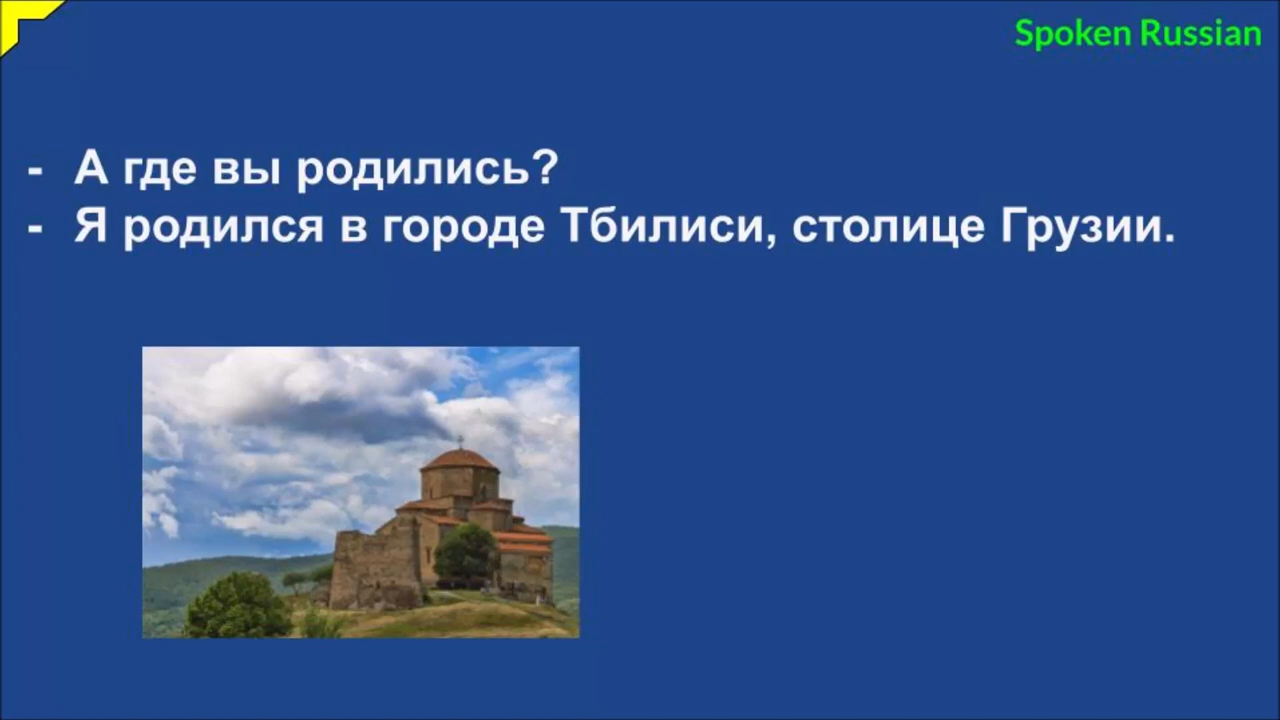 Spoken Russian
- А где вы родились?
- Я родился в городе Тбилиси, столице Грузии.